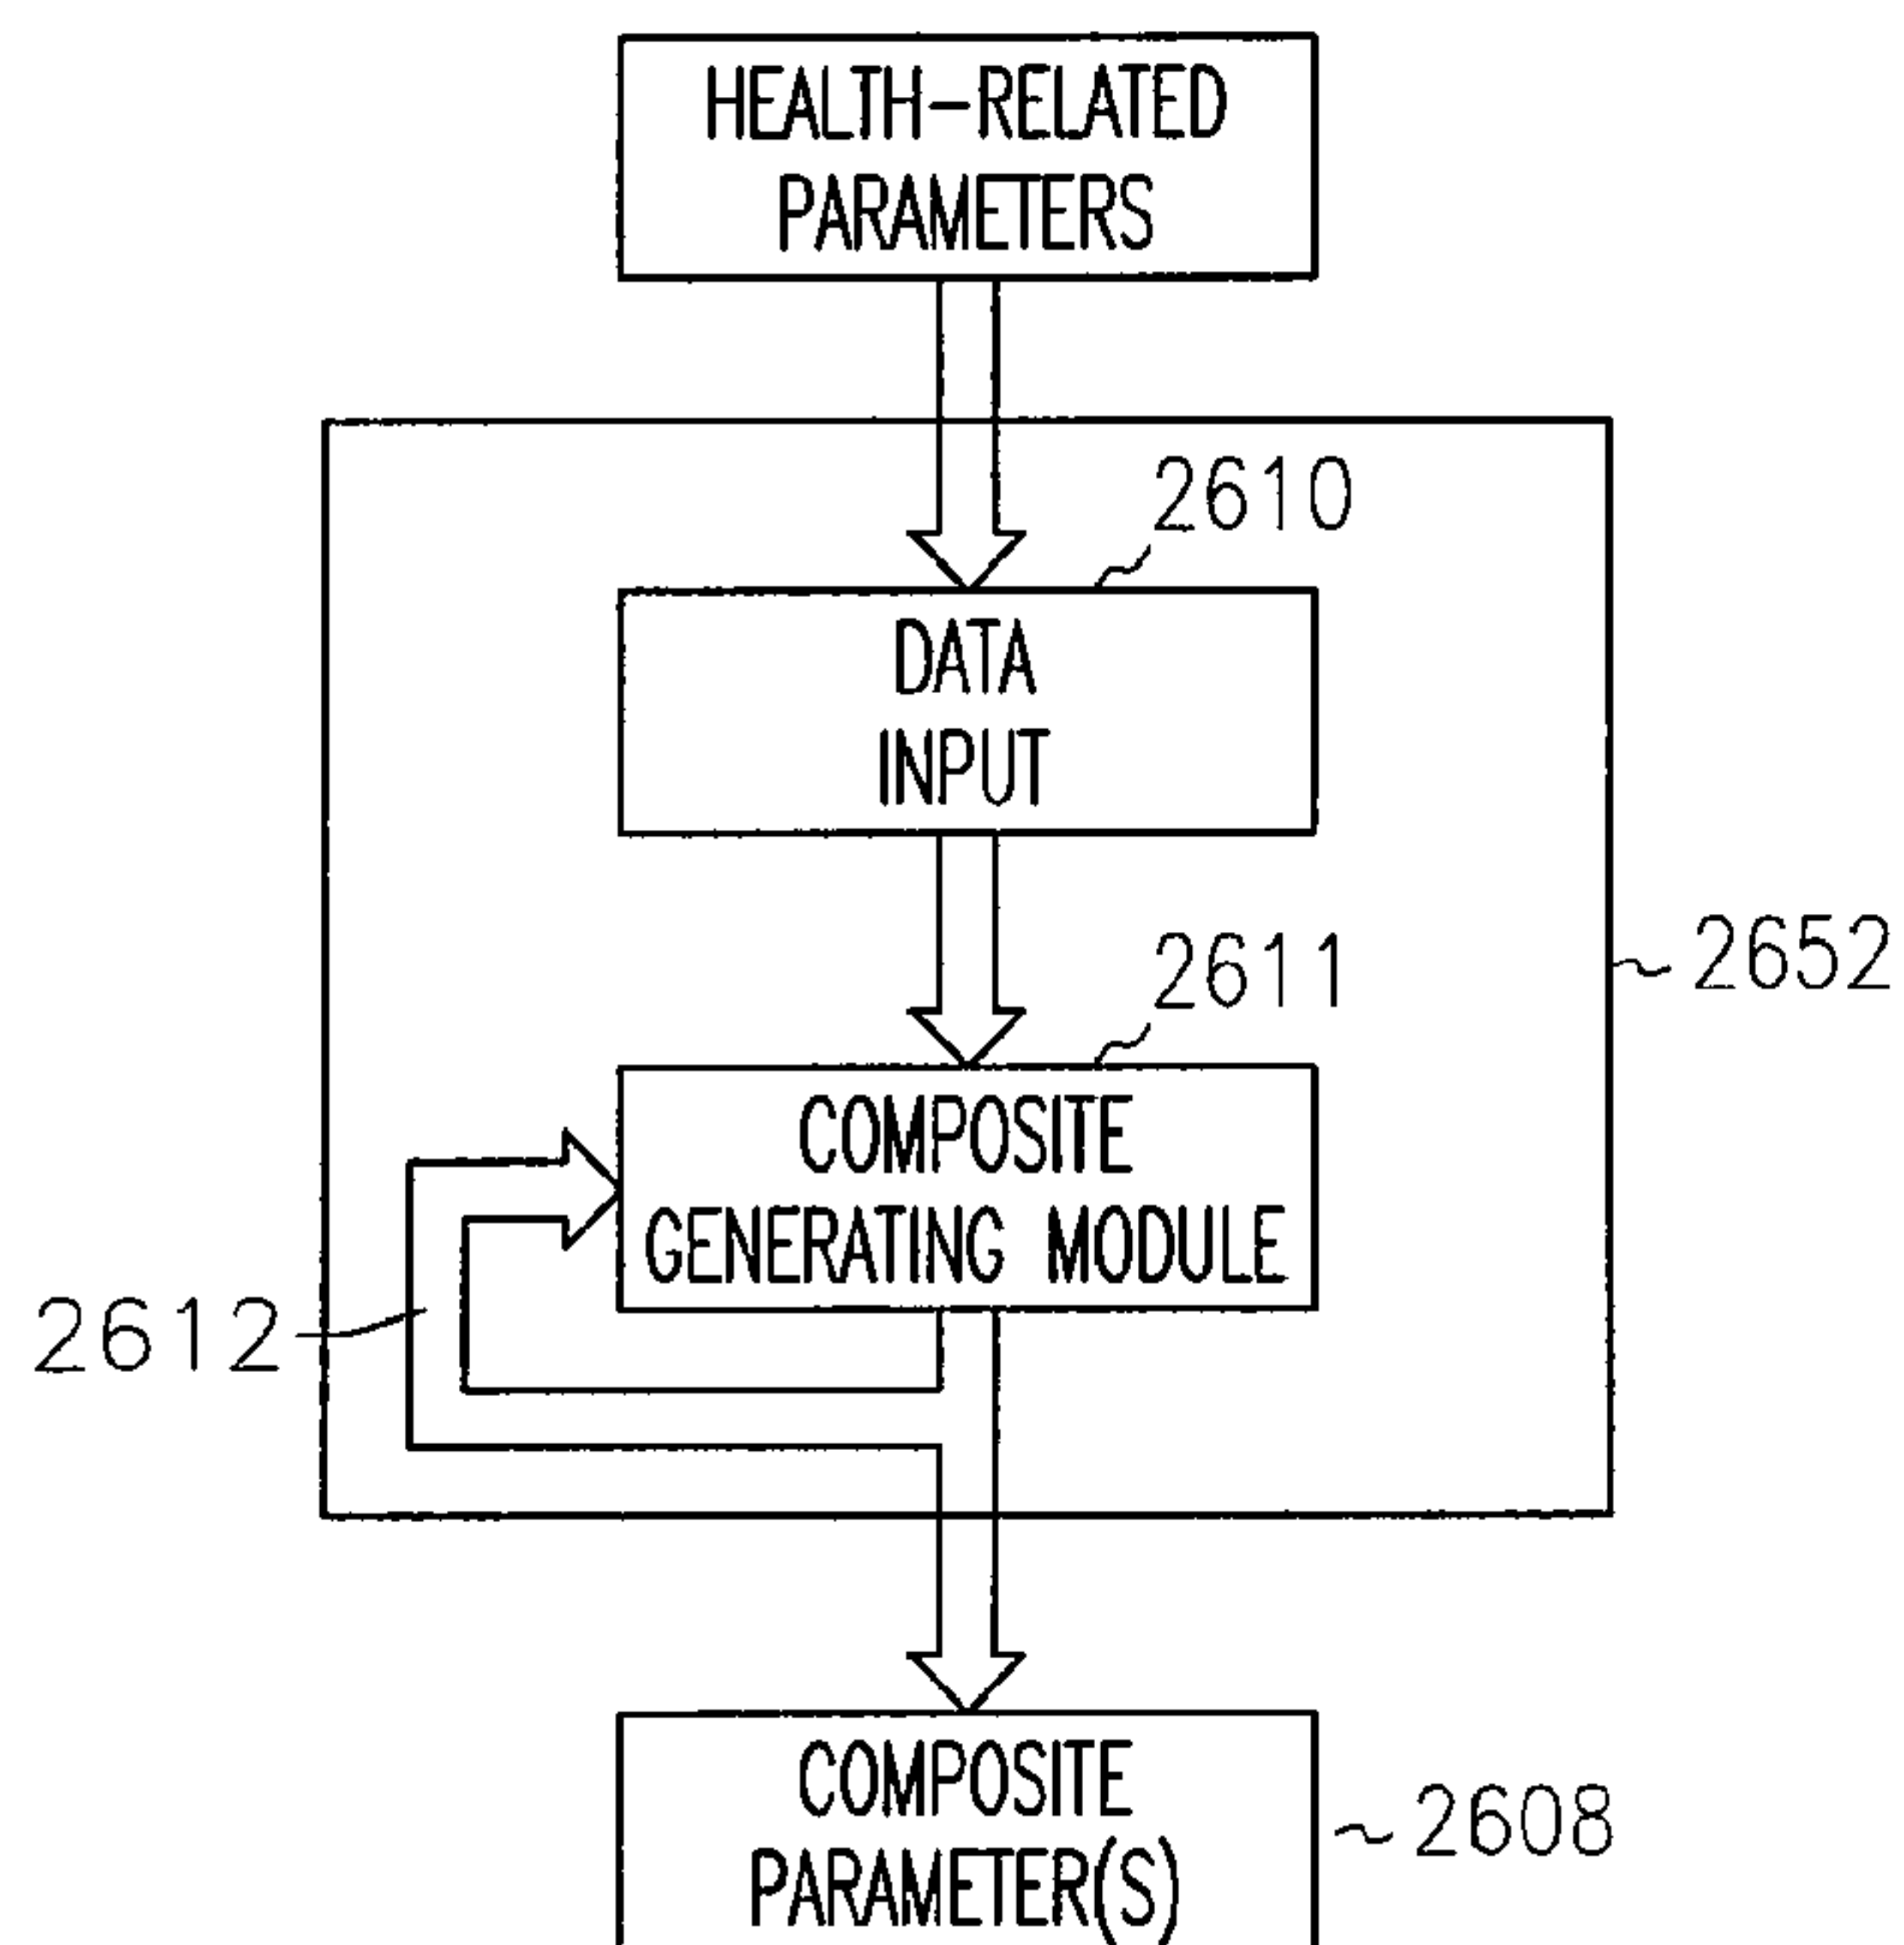 HEALTH-RELATED
PARAMETERS
2610
DATA
INPUT
2652
2611
COMPOSITE
GENERATING MODULE
2612
COMPOSITE
PARAMETER(S)
2608